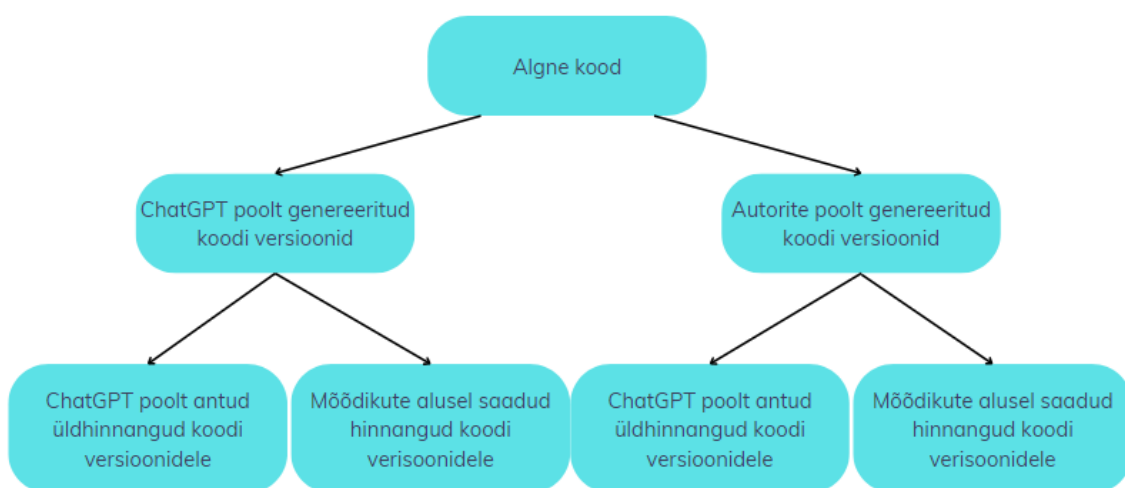 Algne kood
ChatGPT poolt genereeritud
koodi versioonid
Autorite poolt genereeritud
koodi versioonid
ChatGPT poolt antud
üldhinnangud koodi
versioonidele
Mõõdikute alusel saadud
hinnangud koodi
verisoonidele
ChatGPT poolt antud
üldhinnangud koodi
versioonidele
Mõõdikute alusel saadud
hinnangud koodi
verisoonidele